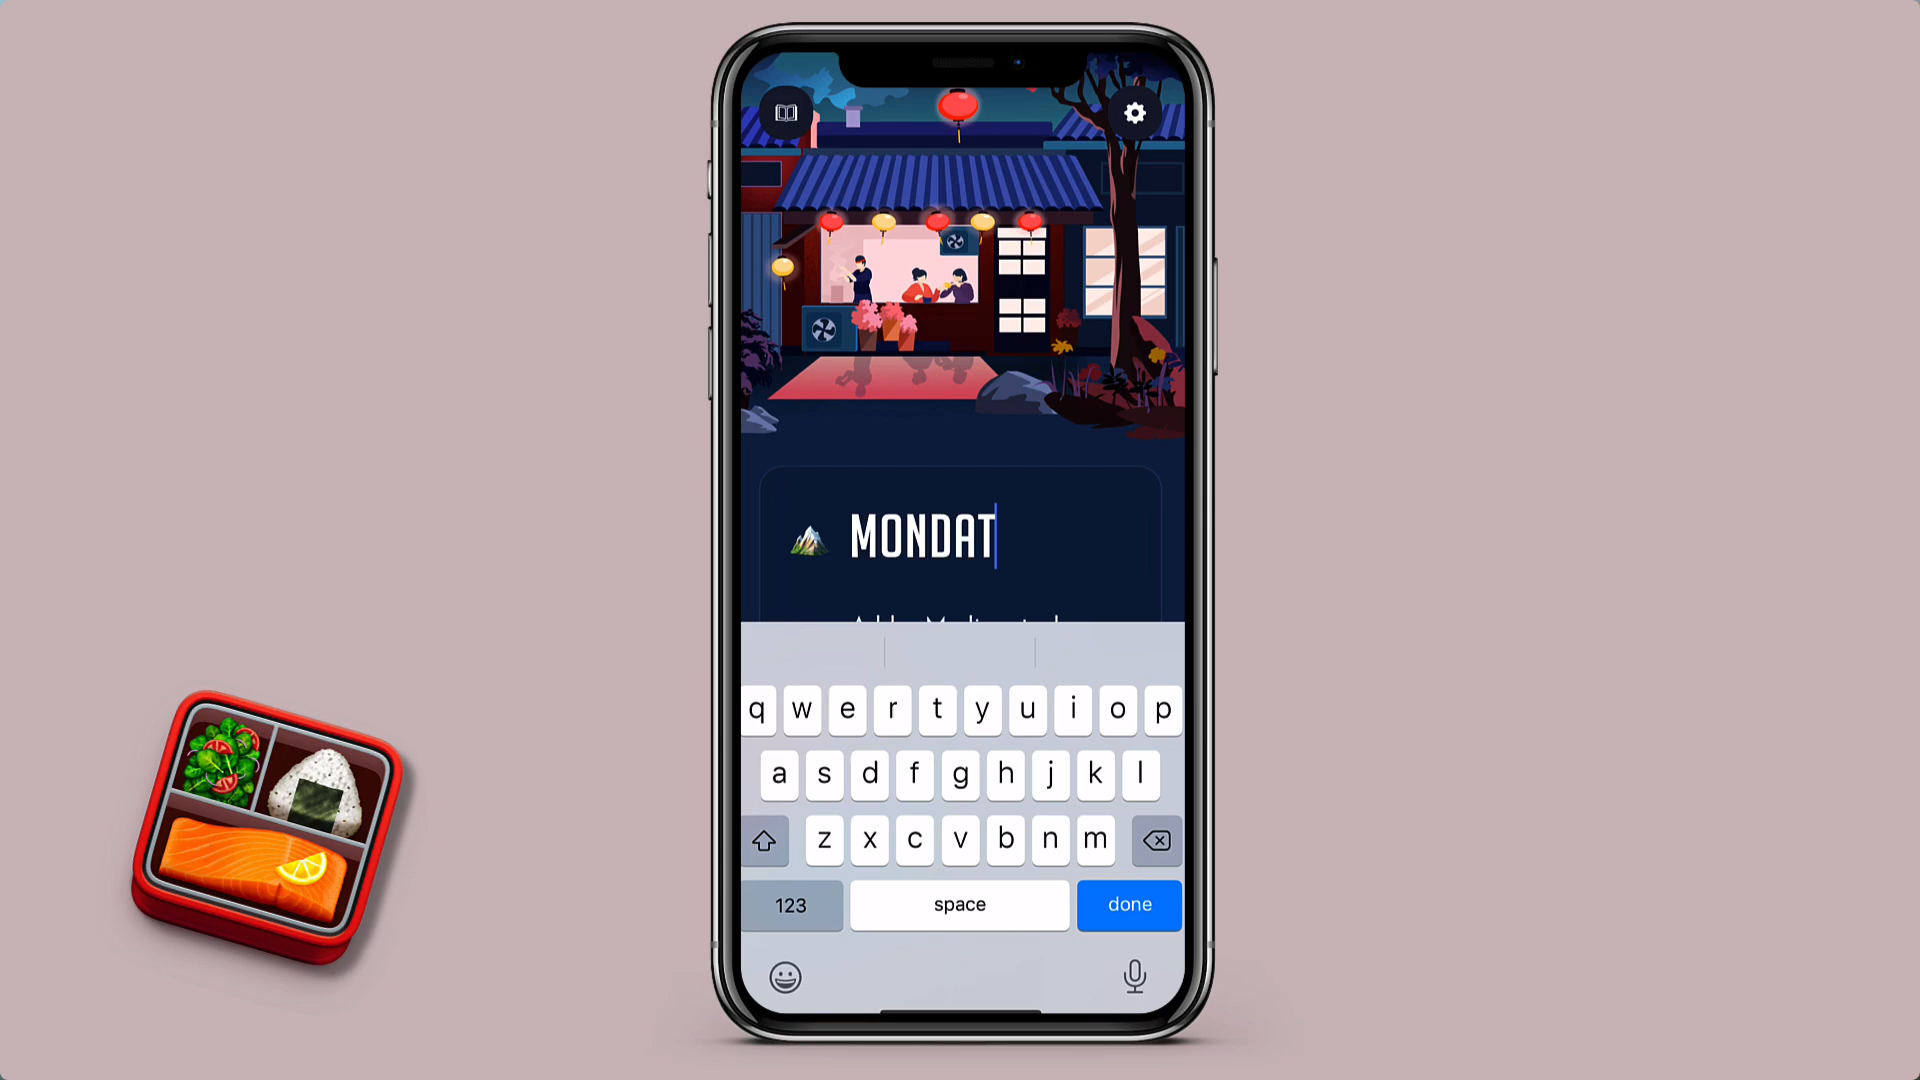 MONDAT
q w e r t y u i o p
a s d f g h j k l
z x c v b n m
123 space done